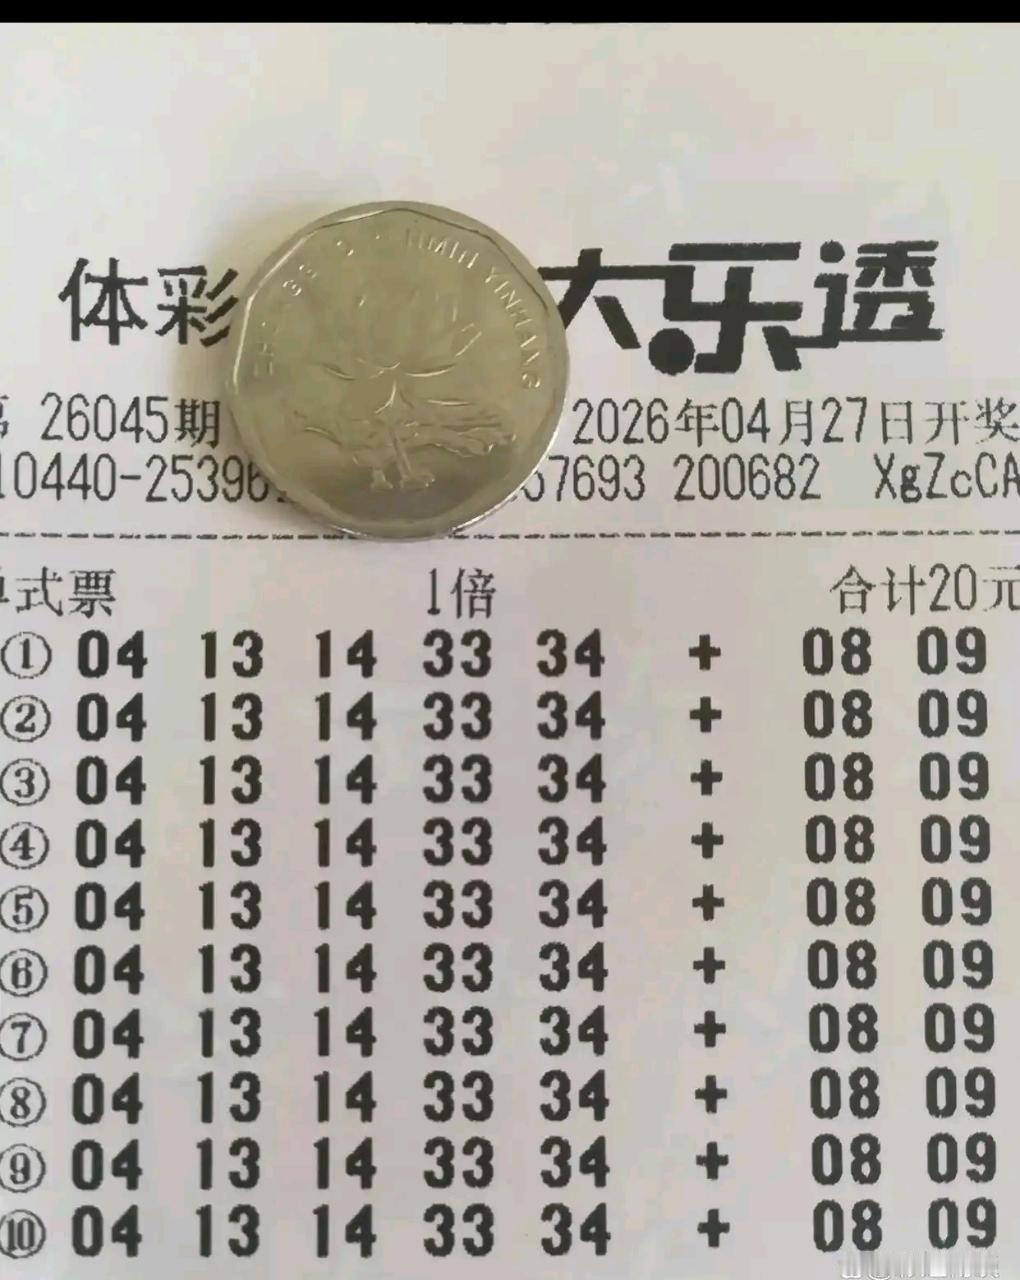 体彩 大乐透
26045期 2026年04月27日开奖
10440-25396 57693 200682 XgZcCA
单式票 1倍 合计20元
① 04 13 14 33 34 + 08 09
② 04 13 14 33 34 + 08 09
③ 04 13 14 33 34 + 08 09
④ 04 13 14 33 34 + 08 09
⑤ 04 13 14 33 34 + 08 09
⑥ 04 13 14 33 34 + 08 09
⑦ 04 13 14 33 34 + 08 09
⑧ 04 13 14 33 34 + 08 09
⑨ 04 13 14 33 34 + 08 09
⑩ 04 13 14 33 34 + 08 09